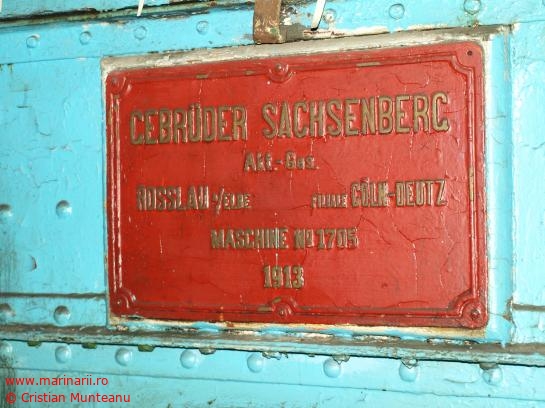 GEBRÜDER SACHSENBERG
Akt.-Ges.
ROSSLAU a/ELBE FILIALE CÖLN-DEUTZ
MASCHINE No 1705
1913
www.marinarii.ro
© Cristian Munteanu